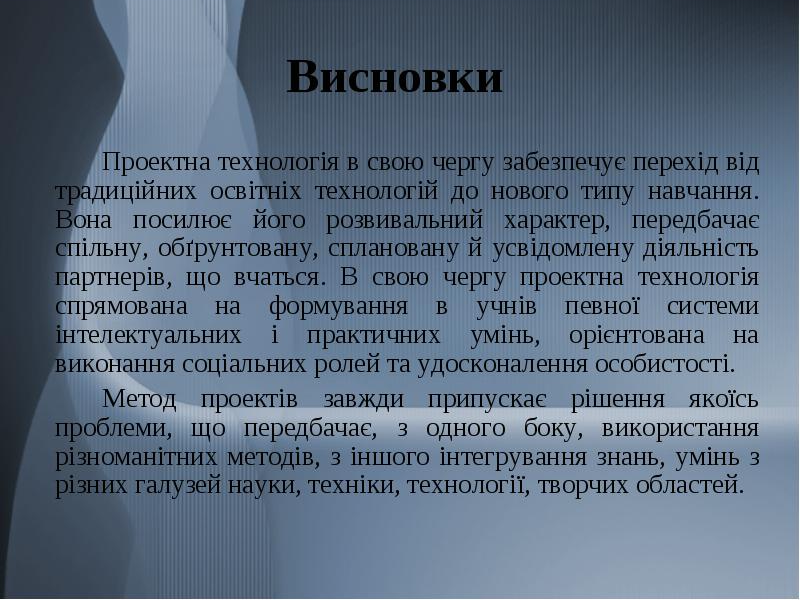 Висновки
Проектна технологія в свою чергу забезпечує перехід від
традиційних освітніх технологій до нового типу навчання.
Вона посилює його розвивальний характер, передбачає
спільну, обґрунтовану, сплановану й усвідомлену діяльність
партнерів, що вчаться. В свою чергу проектна технологія
спрямована на формування в учнів певної системи
інтелектуальних і практичних умінь, орієнтована на
виконання соціальних ролей та удосконалення особистості.
Метод проектів завжди припускає рішення якоїсь
проблеми, що передбачає, з одного боку, використання
різноманітних методів, з іншого інтегрування знань, умінь з
різних галузей науки, техніки, технології, творчих областей.